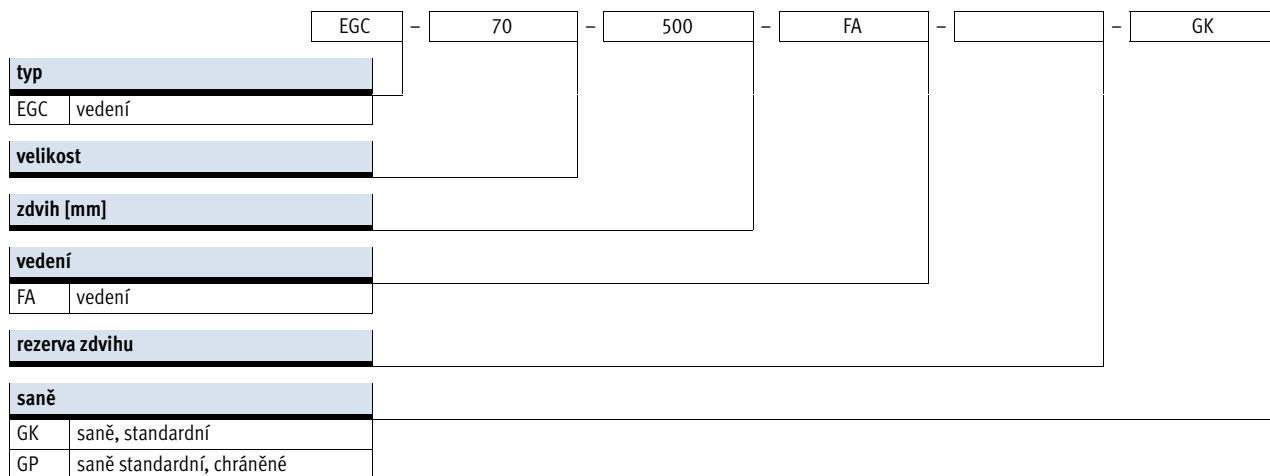 EGC – 70 – 500 – FA – – GK
typ
EGC vedení
velikost
zdvih [mm]
vedení
FA vedení
rezerva zdvihu
saně
GK saně, standardní
GP saně standardní, chráněné